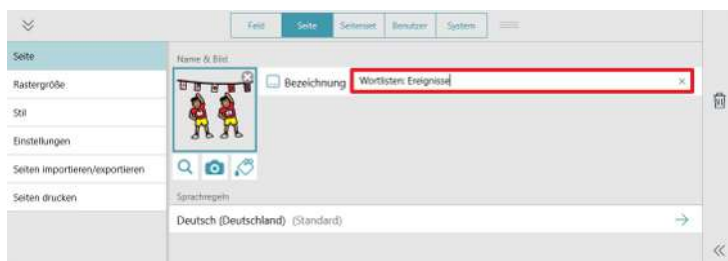 Feld Seite Seitenset Benutzer System
Seite
Name & Bild
Bezeichnung Wortlisten: Ereignisse
Rastergröße
Stil
Einstellungen
Seiten importieren/exportieren
Seiten drucken
Sprachregeln
Deutsch (Deutschland) (Standard)